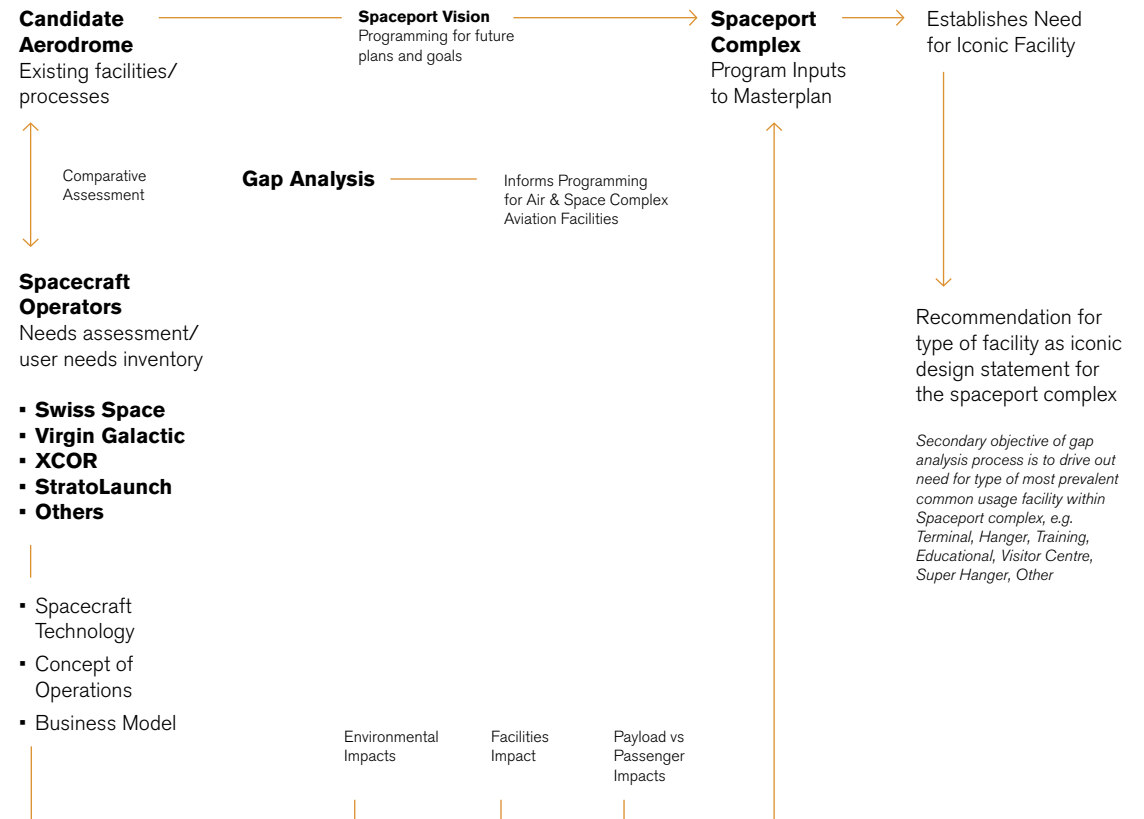 Candidate
Aerodrome
Existing facilities/
processes
Spaceport Vision
Programming for future
plans and goals
Spaceport
Complex
Program Inputs
to Masterplan
Establishes Need
for Iconic Facility
Comparative
Assessment
Gap Analysis
Informs Programming
for Air & Space Complex
Aviation Facilities
Spacecraft
Operators
Needs assessment/
user needs inventory
▪ Swiss Space
▪ Virgin Galactic
▪ XCOR
▪ StratoLaunch
▪ Others
▪ Spacecraft
Technology
▪ Concept of
Operations
▪ Business Model
Recommendation for
type of facility as iconic
design statement for
the spaceport complex
Secondary objective of gap
analysis process is to drive out
need for type of most prevalent
common usage facility within
Spaceport complex, e.g.
Terminal, Hanger, Training,
Educational, Visitor Centre,
Super Hanger, Other
Environmental
Impacts
Facilities
Impact
Payload vs
Passenger
Impacts